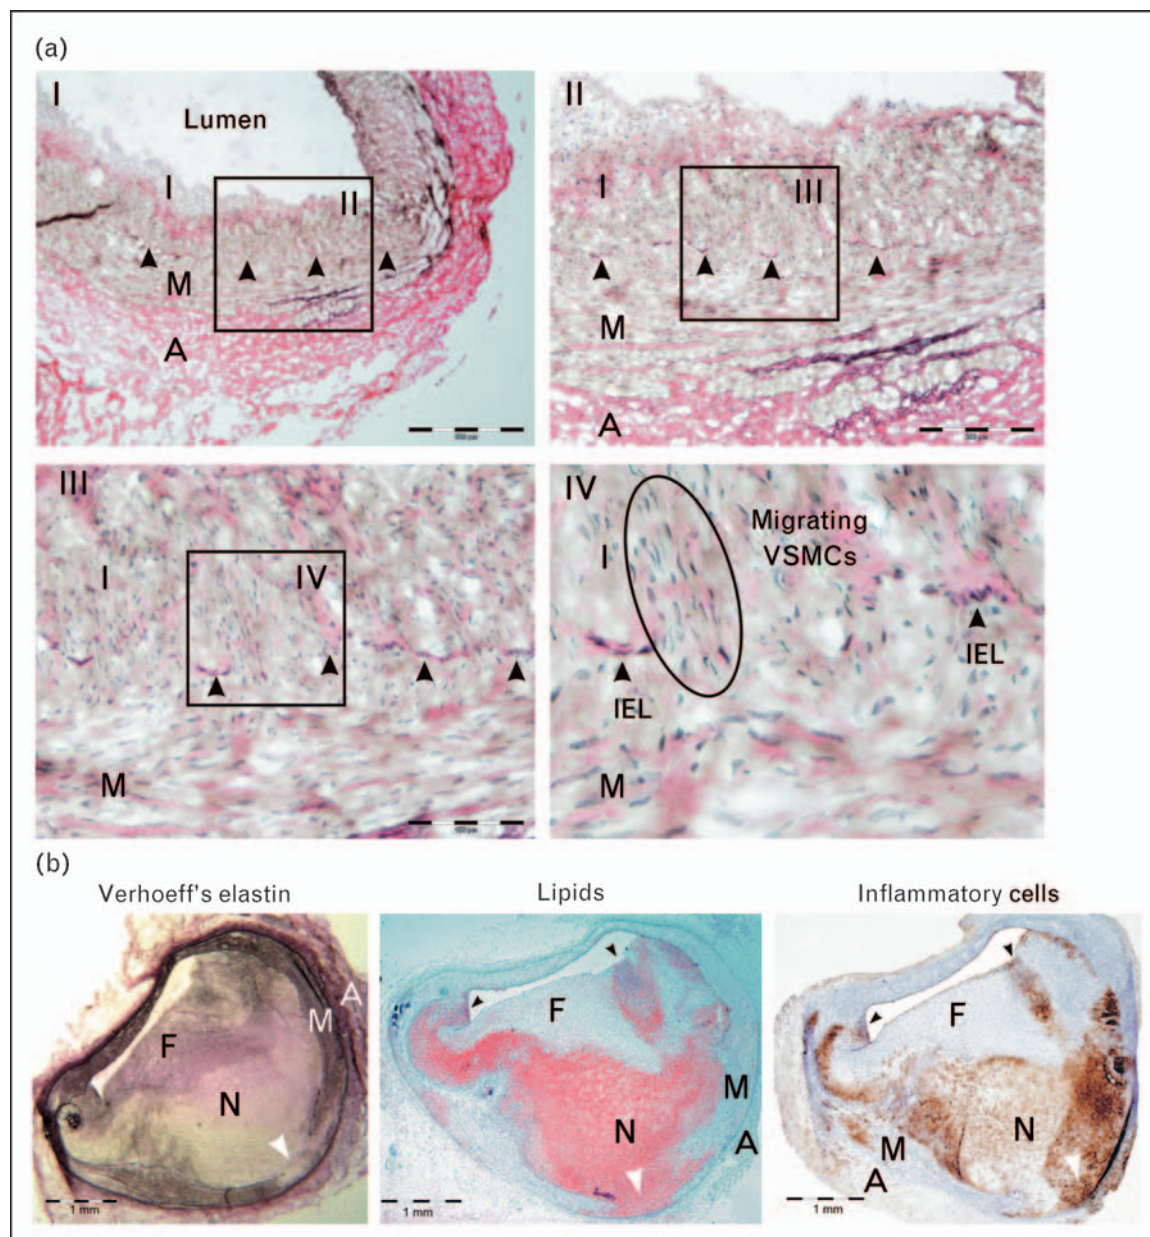 (a)
I
Lumen
I
II
M
A
II
I
III
M
A
III
I
IV
M
IV
Migrating
VSMCs
I
IEL
IEL
M
(b)
Verhoeff's elastin
Lipids
Inflammatory cells
A
M
F
N
1 mm
F
M
N
A
1 mm
F
N
M
A
1 mm